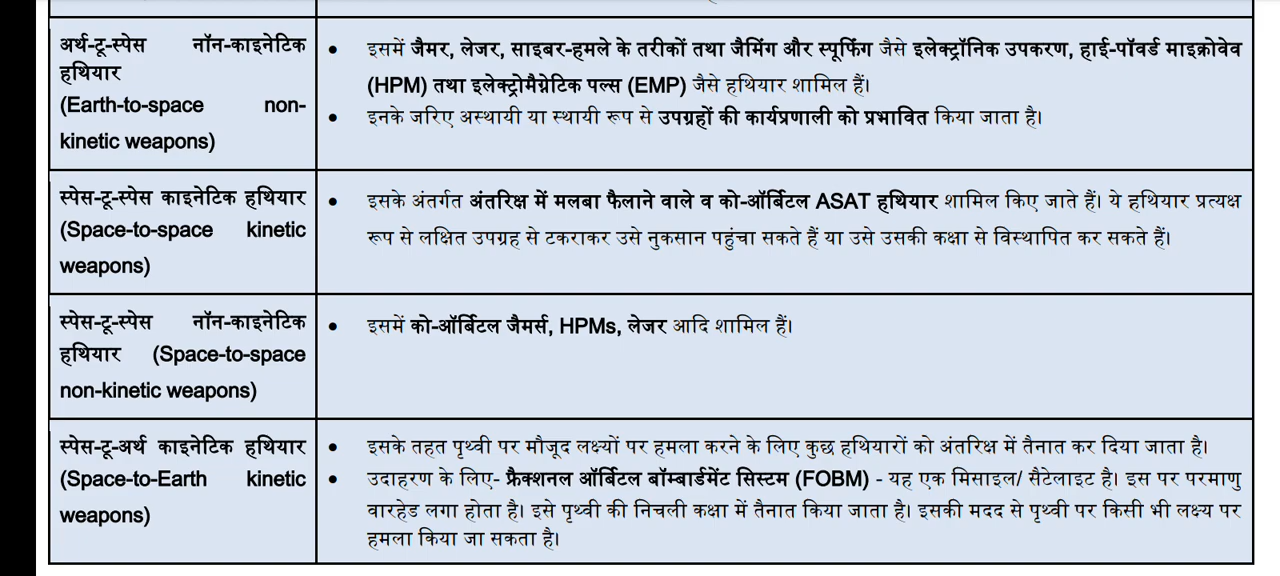 अर्थ-टू-स्पेस नॉन-काइनेटिक
हथियार
(Earth-to-space non-
kinetic weapons)
• इसमें जैमर, लेजर, साइबर-हमले के तरीकों तथा जैमिंग और स्पूफिंग जैसे इलेक्ट्रॉनिक उपकरण, हाई-पॉवर्ड माइक्रोवेव
(HPM) तथा इलेक्ट्रोमैग्नेटिक पल्स (EMP) जैसे हथियार शामिल हैं।
• इनके जरिए अस्थायी या स्थायी रूप से उपग्रहों की कार्यप्रणाली को प्रभावित किया जाता है।
स्पेस-टू-स्पेस काइनेटिक हथियार
(Space-to-space kinetic
weapons)
• इसके अंतर्गत अंतरिक्ष में मलबा फैलाने वाले व को-ऑर्बिटल ASAT हथियार शामिल किए जाते हैं। ये हथियार प्रत्यक्ष
रूप से लक्षित उपग्रह से टकराकर उसे नुकसान पहुंचा सकते हैं या उसे उसकी कक्षा से विस्थापित कर सकते हैं।
स्पेस-टू-स्पेस नॉन-काइनेटिक
हथियार (Space-to-space
non-kinetic weapons)
• इसमें को-ऑर्बिटल जैमर्स, HPMs, लेजर आदि शामिल हैं।
स्पेस-टू-अर्थ काइनेटिक हथियार
(Space-to-Earth kinetic
weapons)
• इसके तहत पृथ्वी पर मौजूद लक्ष्यों पर हमला करने के लिए कुछ हथियारों को अंतरिक्ष में तैनात कर दिया जाता है।
• उदाहरण के लिए- फ्रैक्शनल ऑर्बिटल बॉम्बार्डमेंट सिस्टम (FOBM) - यह एक मिसाइल/ सैटेलाइट है। इस पर परमाणु
वारहेड लगा होता है। इसे पृथ्वी की निचली कक्षा में तैनात किया जाता है। इसकी मदद से पृथ्वी पर किसी भी लक्ष्य पर
हमला किया जा सकता है।